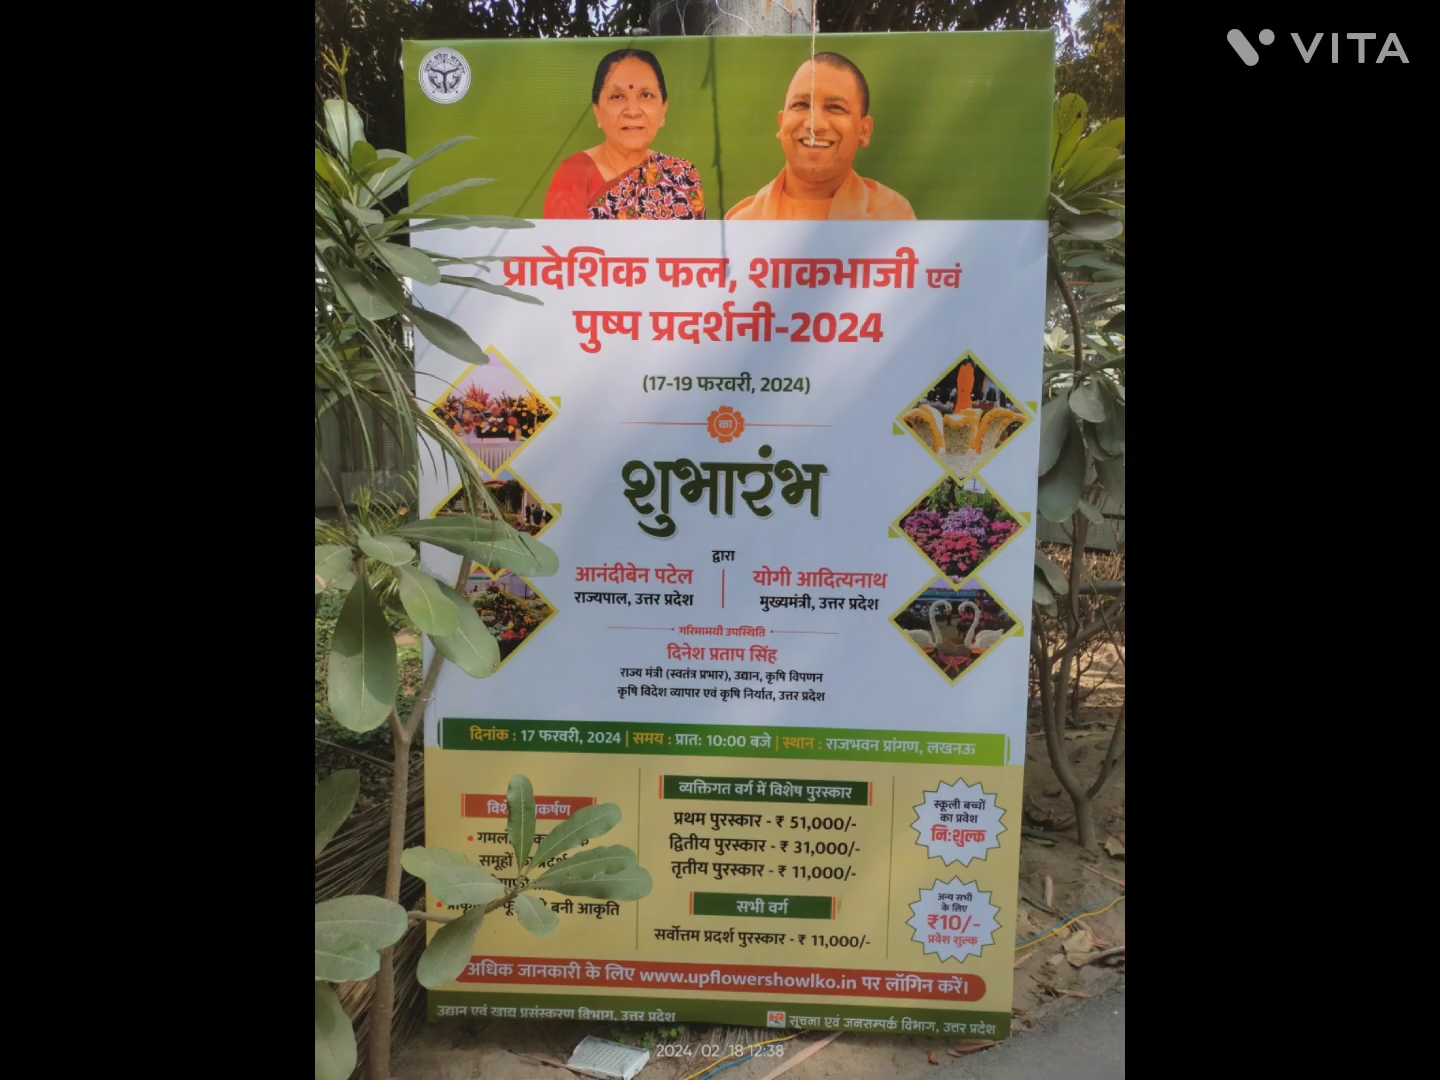 VITA
प्रादेशिक फल, शाकभाजी एवं
पुष्प प्रदर्शनी-2024
(17-19 फरवरी, 2024)
का
शुभारंभ
द्वारा
आनंदीबेन पटेल
राज्यपाल, उत्तर प्रदेश
योगी आदित्यनाथ
मुख्यमंत्री, उत्तर प्रदेश
गरिमामयी उपस्थिति
दिनेश प्रताप सिंह
राज्य मंत्री (स्वतंत्र प्रभार), उद्यान, कृषि विपणन
कृषि विदेश व्यापार एवं कृषि निर्यात, उत्तर प्रदेश
दिनांक : 17 फरवरी, 2024 | समय : प्रातः 10:00 बजे | स्थान : राजभवन प्रांगण, लखनऊ
समूहों
बनी आकृति
व्यक्तिगत वर्ग में विशेष पुरस्कार
प्रथम पुरस्कार - ₹ 51,000/-
द्वितीय पुरस्कार - ₹ 31,000/-
तृतीय पुरस्कार - ₹ 11,000/-
सभी वर्ग
सर्वोत्तम प्रदर्श पुरस्कार - ₹ 11,000/-
स्कूली बच्चों
का प्रवेश
नि:शुल्क
अन्य सभी
के लिए
₹10/-
प्रवेश शुल्क
अधिक जानकारी के लिए www.upflowershowlko.in पर लॉगिन करें।
उद्यान एवं खाद्य प्रसंस्करण विभाग, उत्तर प्रदेश
सूचना एवं जनसम्पर्क विभाग, उत्तर प्रदेश
2024/02/18 12:38